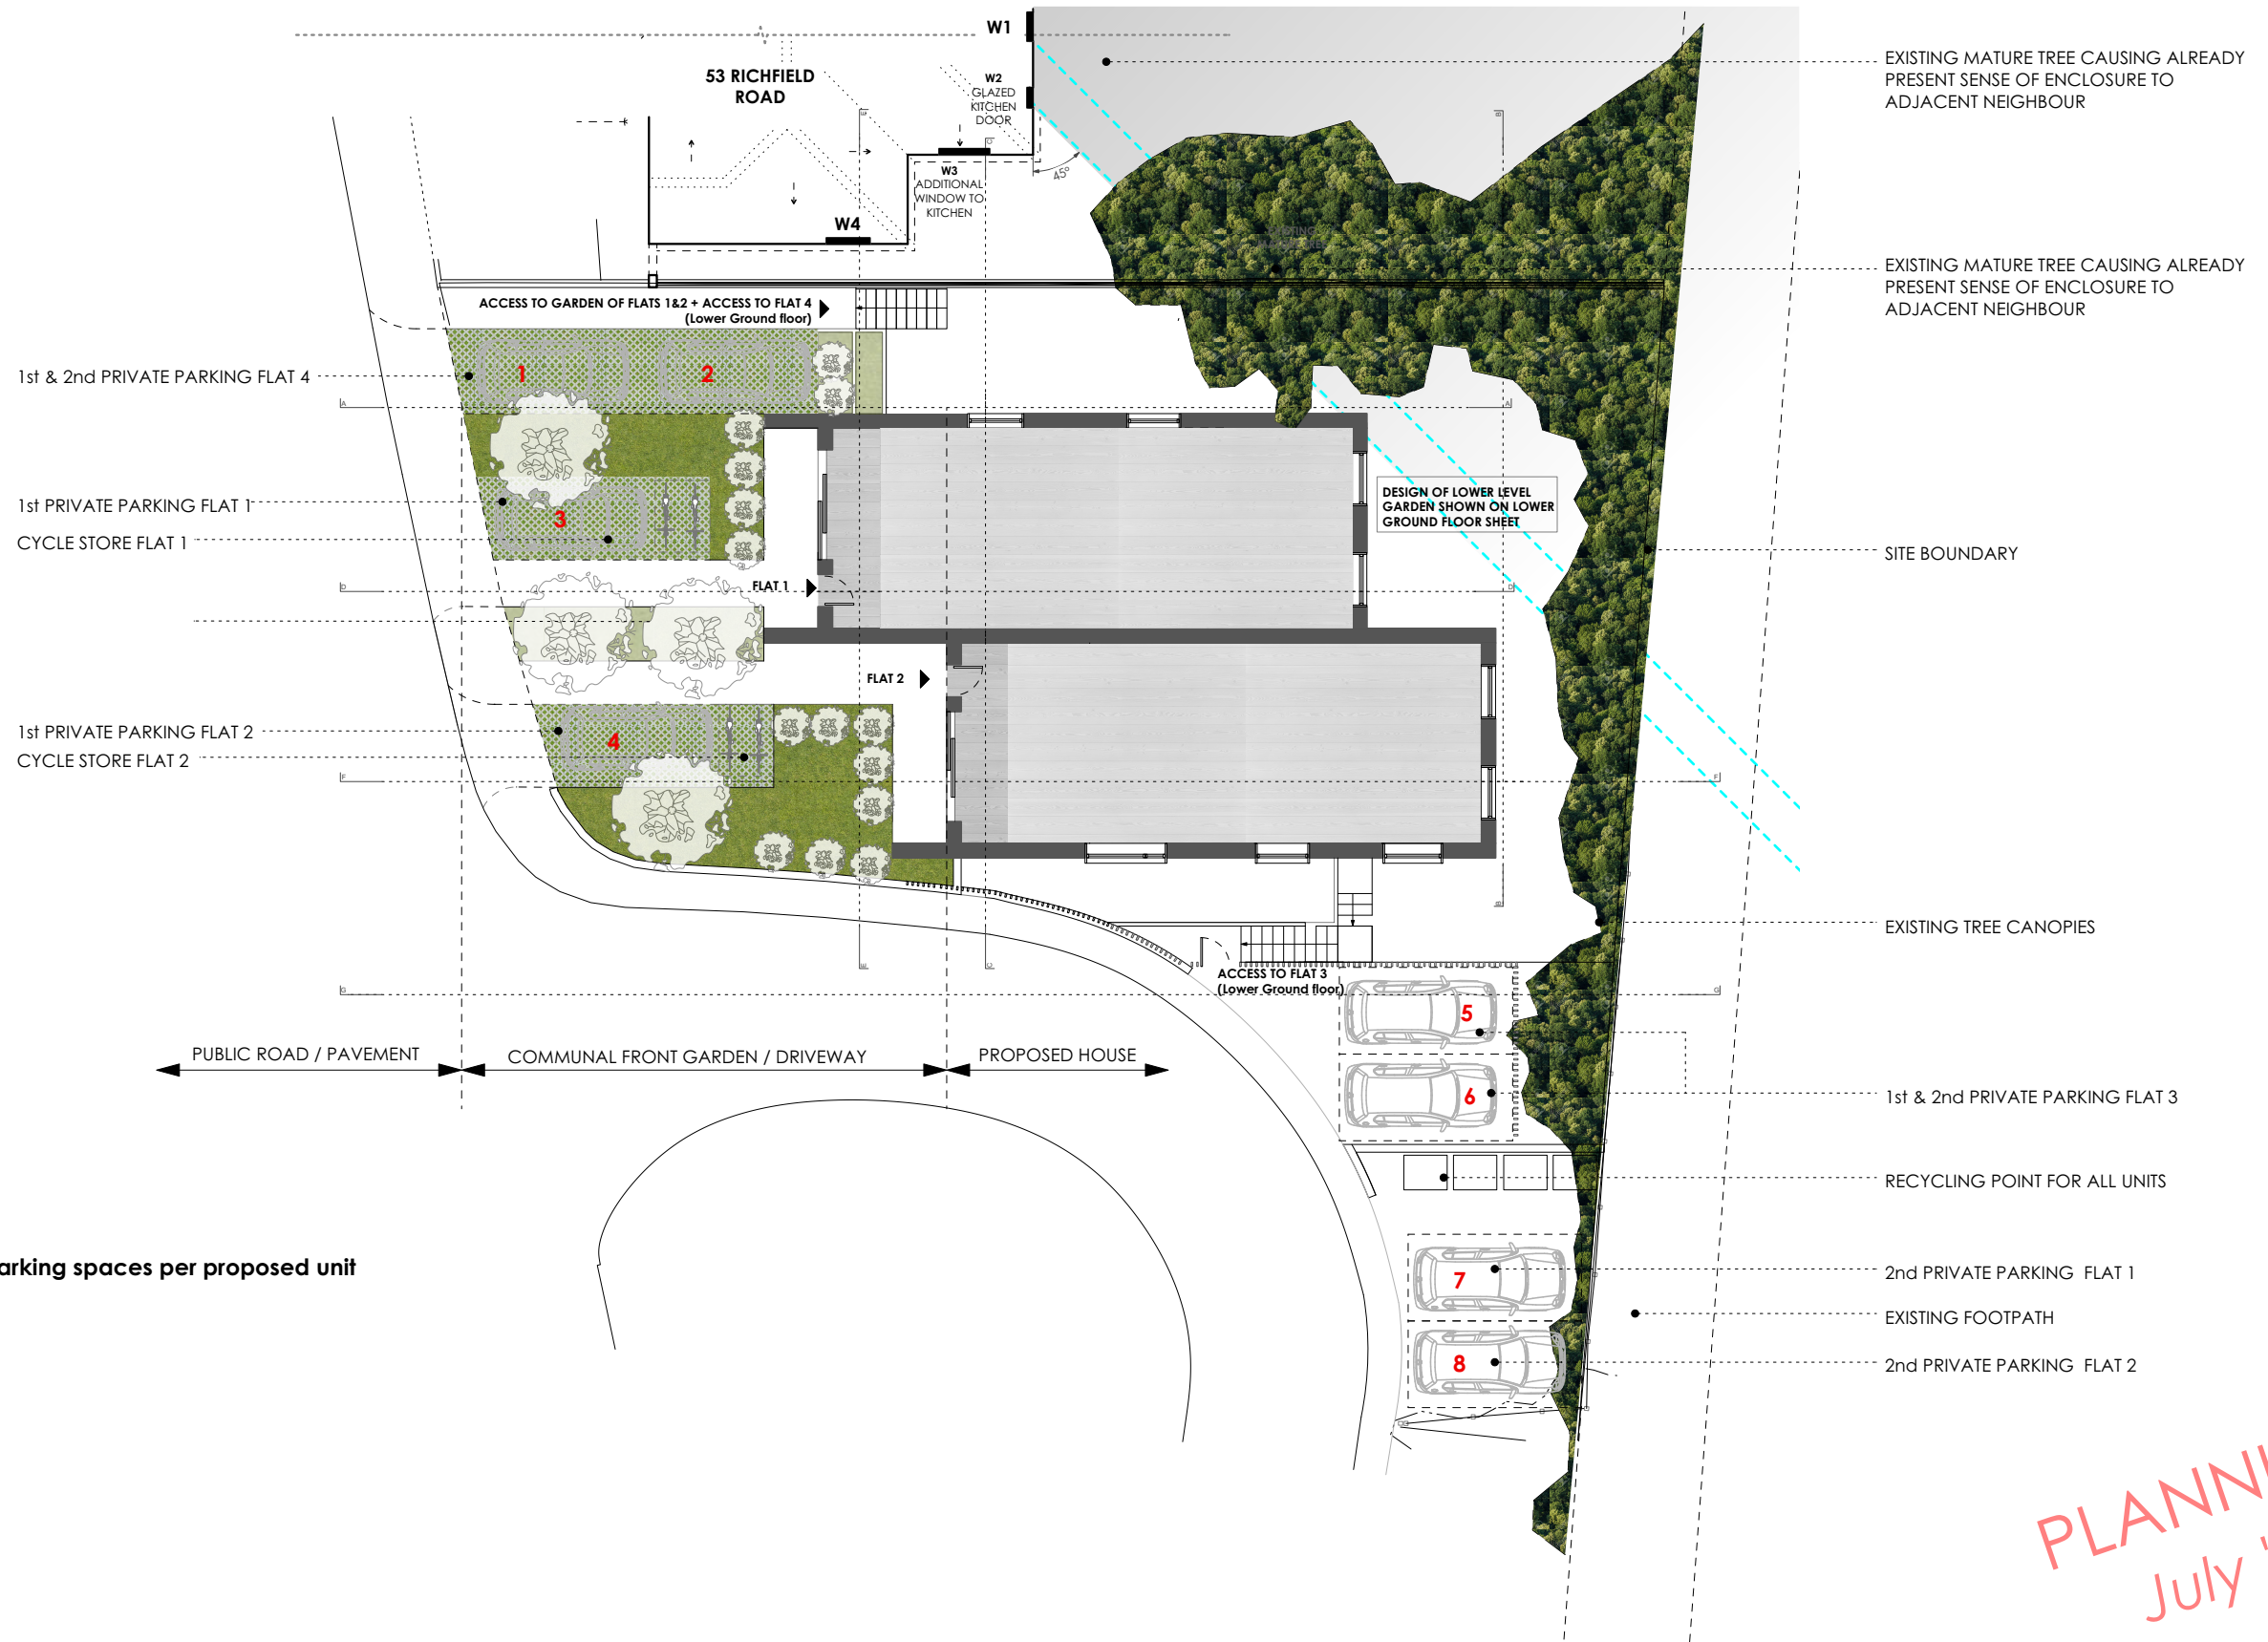 W1
53 RICHFIELD
ROAD
W2
GLAZED
KITCHEN
DOOR
W3
ADDITIONAL
WINDOW TO
KITCHEN
W4
45°
EXISTING MATURE TREE CAUSING ALREADY
PRESENT SENSE OF ENCLOSURE TO
ADJACENT NEIGHBOUR
EXISTING MATURE TREE CAUSING ALREADY
PRESENT SENSE OF ENCLOSURE TO
ADJACENT NEIGHBOUR
ACCESS TO GARDEN OF FLATS 1&2 + ACCESS TO FLAT 4
(Lower Ground floor)
1st & 2nd PRIVATE PARKING FLAT 4
1
2
1st PRIVATE PARKING FLAT 1
CYCLE STORE FLAT 1
3
DESIGN OF LOWER LEVEL
GARDEN SHOWN ON LOWER
GROUND FLOOR SHEET
SITE BOUNDARY
FLAT 1
FLAT 2
1st PRIVATE PARKING FLAT 2
CYCLE STORE FLAT 2
4
EXISTING TREE CANOPIES
ACCESS TO FLAT 3
(Lower Ground floor)
5
6
PUBLIC ROAD / PAVEMENT
COMMUNAL FRONT GARDEN / DRIVEWAY
PROPOSED HOUSE
1st & 2nd PRIVATE PARKING FLAT 3
RECYCLING POINT FOR ALL UNITS
arking spaces per proposed unit
7
2nd PRIVATE PARKING FLAT 1
EXISTING FOOTPATH
8
2nd PRIVATE PARKING FLAT 2
PLANNI
July